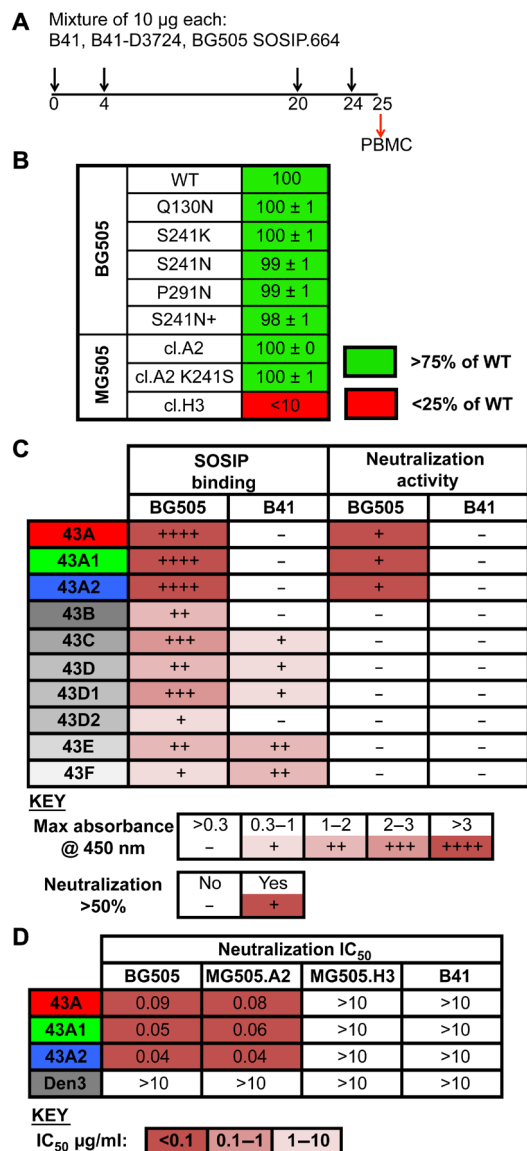 A
Mixture of 10 µg each:
B41, B41-D3724, BG505 SOSIP.664
0 4 20 24 25
PBMC
B
BG505
WT 100
Q130N 100 ± 1
S241K 100 ± 1
S241N 99 ± 1
P291N 99 ± 1
S241N+ 98 ± 1
MG505
cl.A2 100 ± 0
cl.A2 K241S 100 ± 1
cl.H3 <10
>75% of WT
<25% of WT
C
SOSIP binding Neutralization activity
BG505 B41 BG505 B41
43A ++++ – + –
43A1 ++++ – + –
43A2 ++++ – + –
43B ++ – – –
43C +++ + – –
43D ++ + – –
43D1 +++ + – –
43D2 + – – –
43E ++ ++ – –
43F + ++ – –
KEY
Max absorbance @ 450 nm
>0.3 0.3–1 1–2 2–3 >3
– + ++ +++ ++++
Neutralization >50%
No Yes
– +
D
Neutralization IC50
BG505 MG505.A2 MG505.H3 B41
43A 0.09 0.08 >10 >10
43A1 0.05 0.06 >10 >10
43A2 0.04 0.04 >10 >10
Den3 >10 >10 >10 >10
KEY
IC50 µg/ml: <0.1 0.1–1 1–10